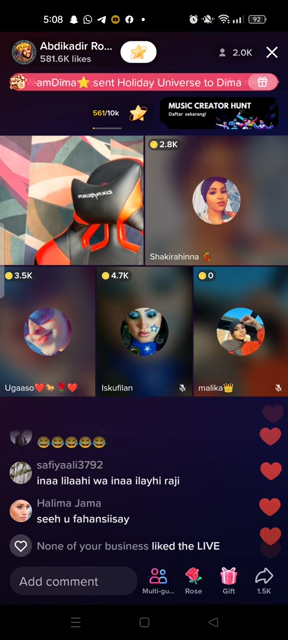 5:08
92
Abdikadir Ro...
581.6K likes
2.0K
amDima⭐ sent Holiday Universe to Dima
561/10k
MUSIC CREATOR HUNT
Daftar sekarang!
2.8K
Shakirahinna
3.5K
Ugaaso❤️🐎🌹❤️
4.7K
Iskufilan
0
malika👑
😂😂😂😂😂
safiyaali3792
inaa lilaahi wa inaa ilayhi raji
Halima Jama
seeh u fahansiisay
None of your business liked the LIVE
Add comment
Multi-gu...
Rose
Gift
1.5K